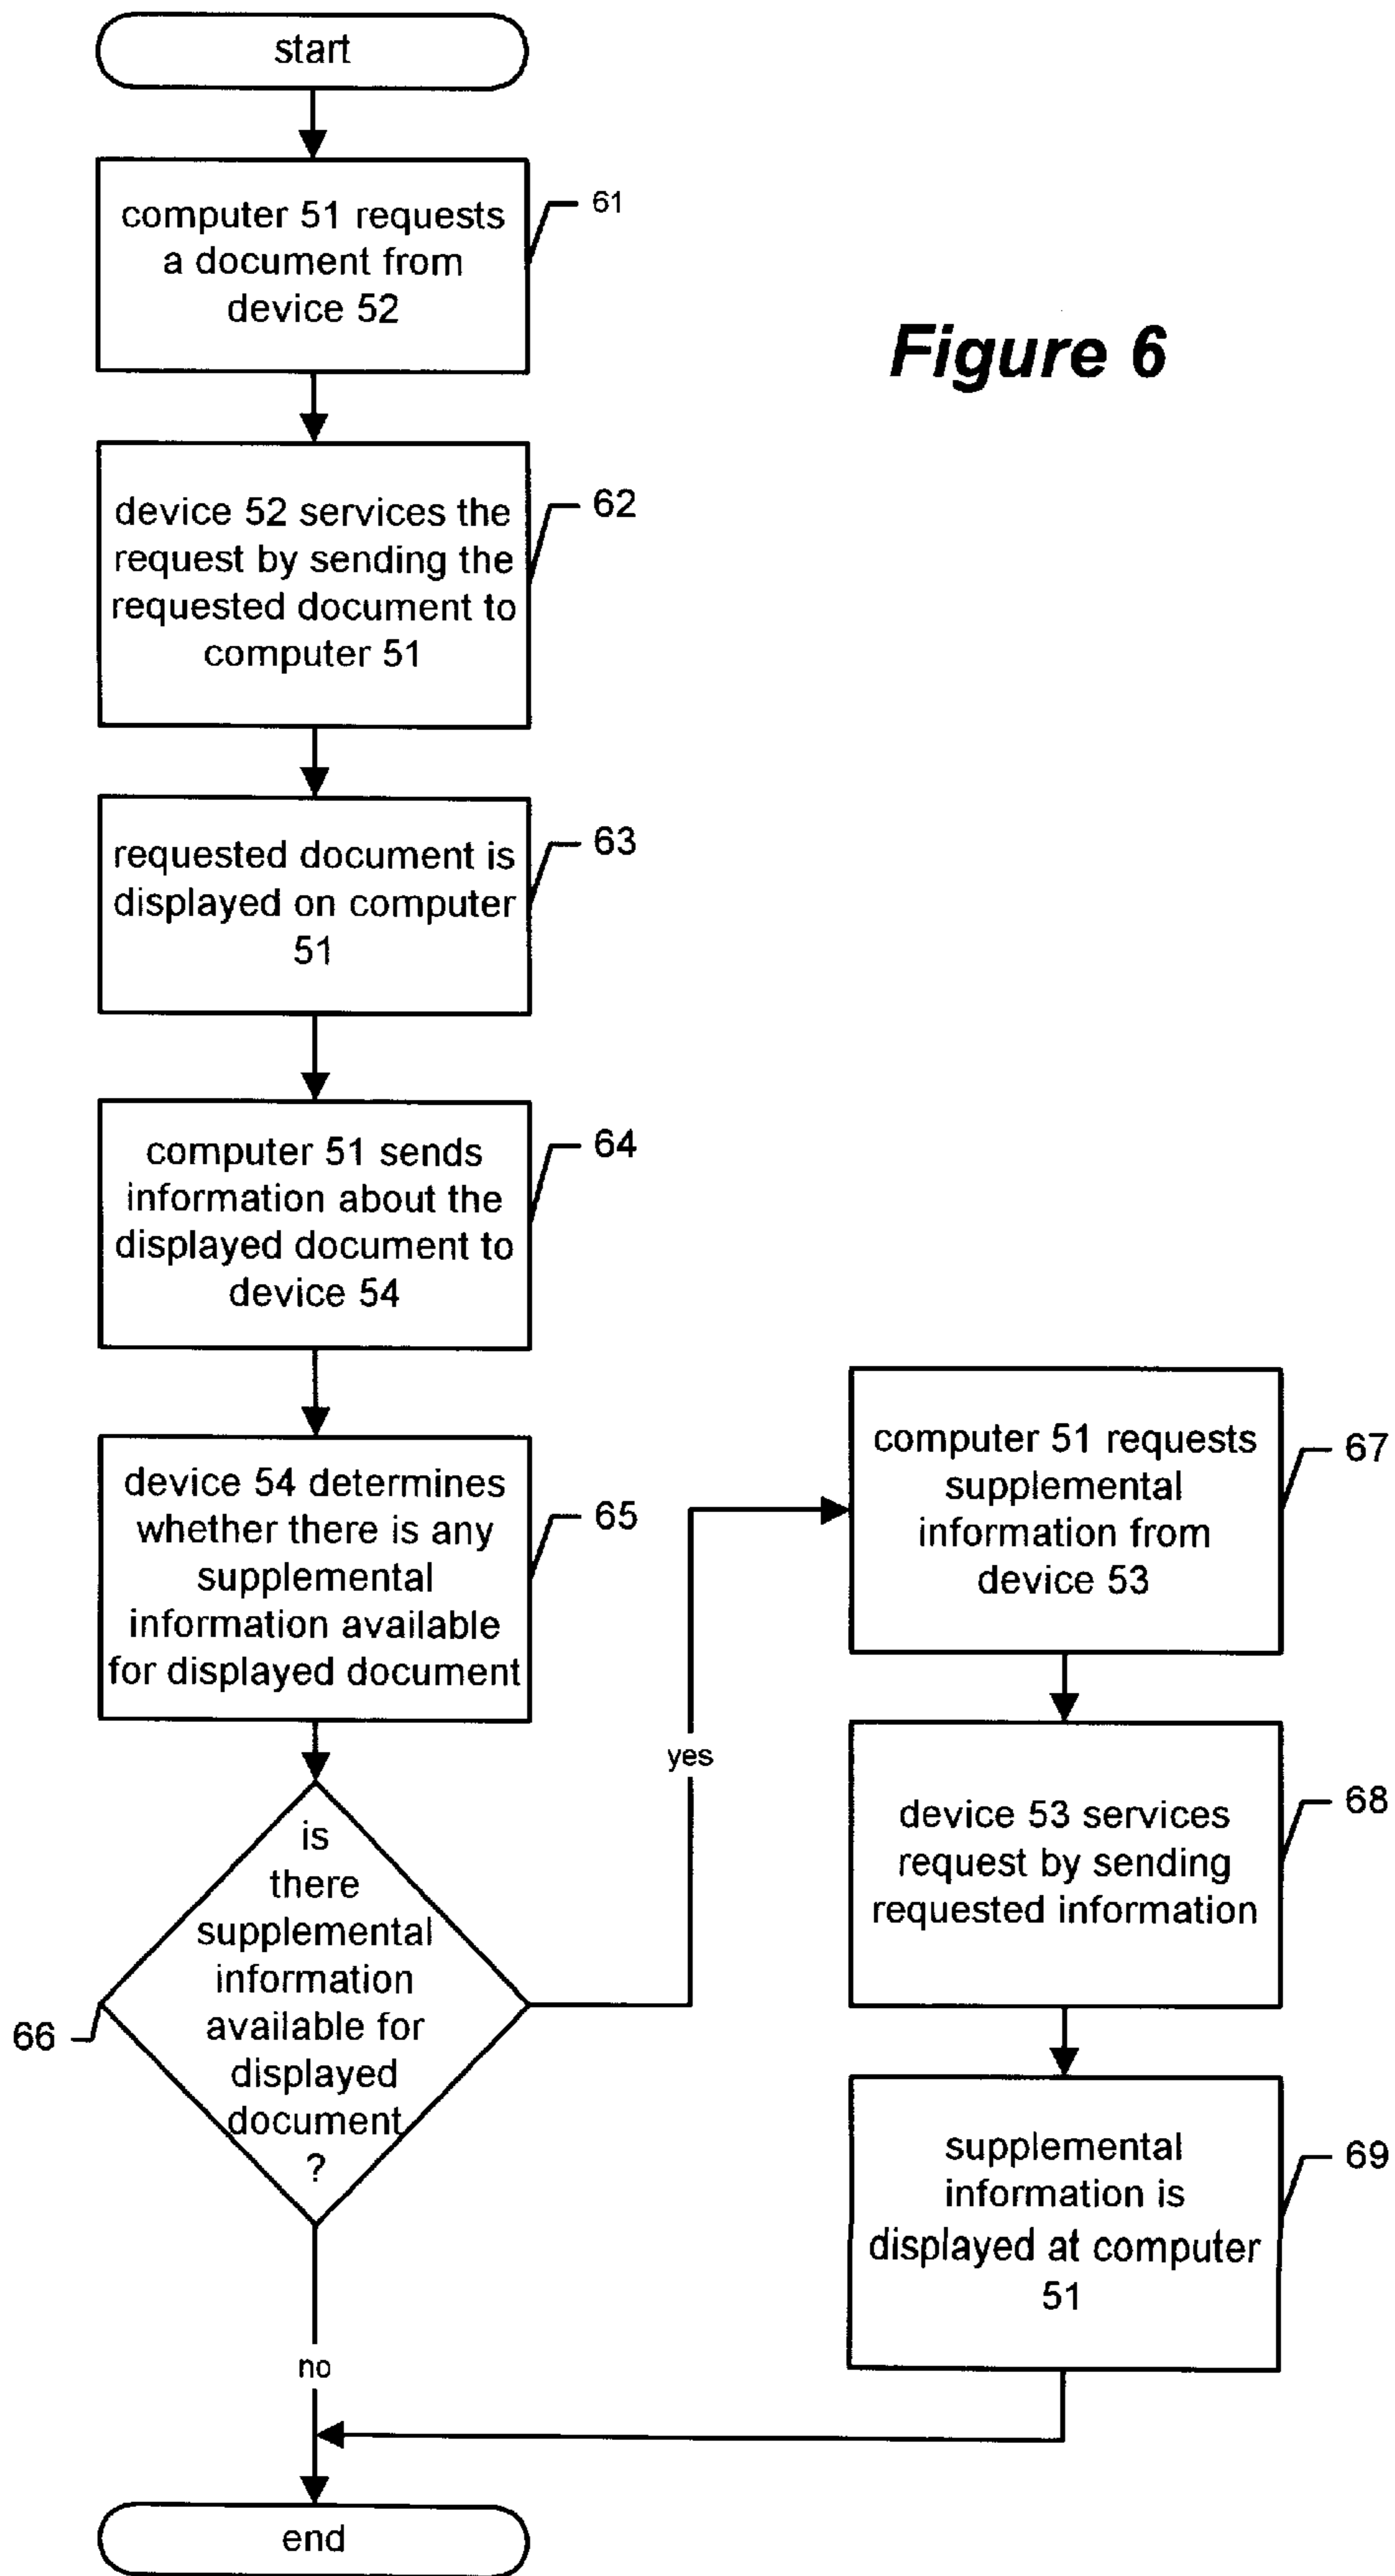 start
computer 51 requests
a document from
device 52
61
Figure 6
device 52 services the
request by sending the
requested document to
computer 51
62
requested document is
displayed on computer
51
63
computer 51 sends
information about the
displayed document to
device 54
64
device 54 determines
whether there is any
supplemental
information available
for displayed document
65
is
there
supplemental
information
available for
displayed
document
?
66
yes
no
computer 51 requests
supplemental
information from
device 53
67
device 53 services
request by sending
requested information
68
supplemental
information is
displayed at computer
51
69
end